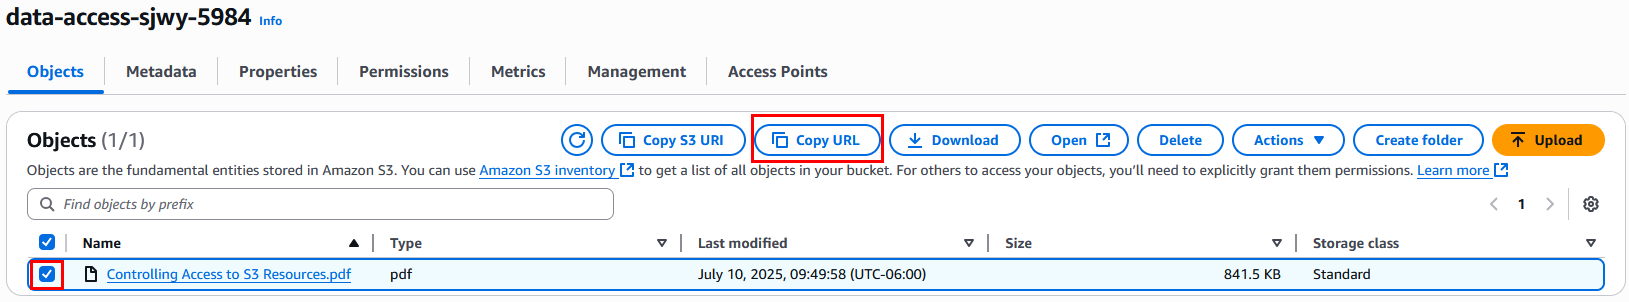 data-access-sjwy-5984 Info
Objects Metadata Properties Permissions Metrics Management Access Points
Objects (1/1) Copy S3 URI Copy URL Download Open Delete Actions Create folder Upload
Objects are the fundamental entities stored in Amazon S3. You can use Amazon S3 inventory to get a list of all objects in your bucket. For others to access your objects, you'll need to explicitly grant them permissions. Learn more
Find objects by prefix 1
Name Type Last modified Size Storage class
Controlling Access to S3 Resources.pdf pdf July 10, 2025, 09:49:58 (UTC-06:00) 841.5 KB Standard